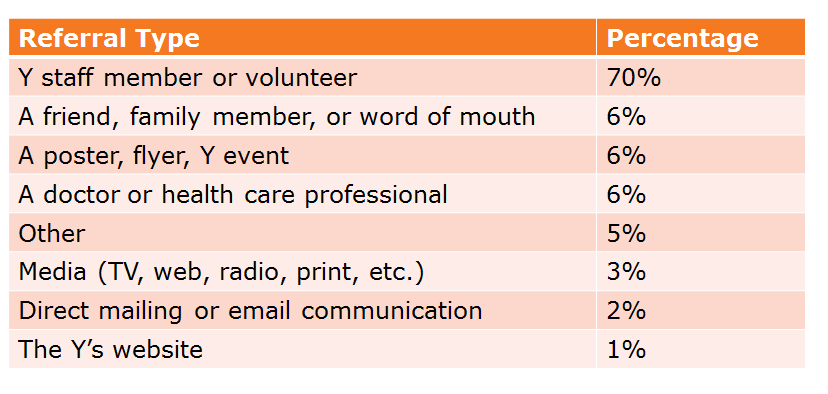 Referral Type Percentage
Y staff member or volunteer 70%
A friend, family member, or word of mouth 6%
A poster, flyer, Y event 6%
A doctor or health care professional 6%
Other 5%
Media (TV, web, radio, print, etc.) 3%
Direct mailing or email communication 2%
The Y’s website 1%